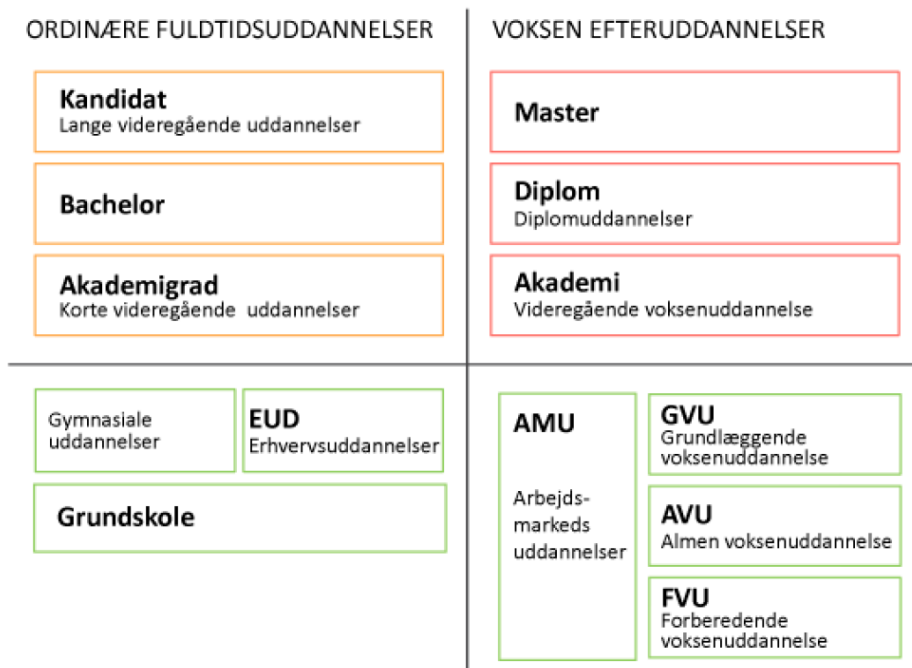 ORDINÆRE FULDTIDSUDDANNELSER
Kandidat
Lange videregående uddannelser
Bachelor
Akademigrad
Korte videregående uddannelser
Gymnasiale
uddannelser
EUD
Erhvervsuddannelser
Grundskole
VOKSEN EFTERUDDANNELSER
Master
Diplom
Diplomuddannelser
Akademi
Videregående voksenuddannelse
AMU
Arbejds-
markeds
uddannelser
GVU
Grundlæggende
voksenuddannelse
AVU
Almen voksenuddannelse
FVU
Forberedende
voksenuddannelse